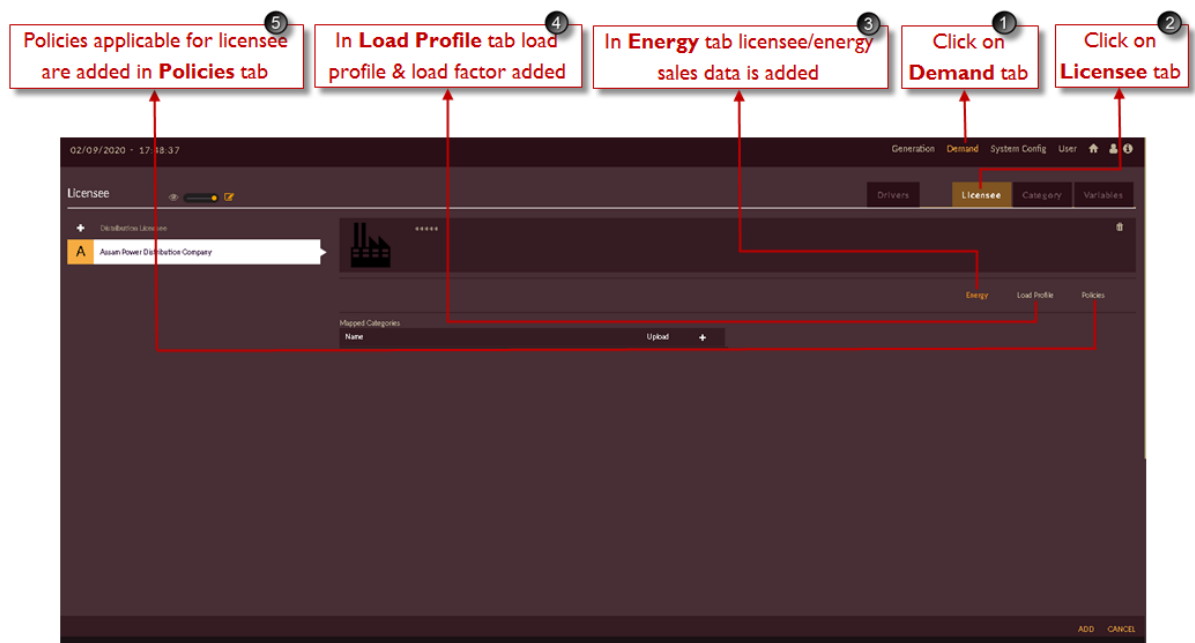 5
Policies applicable for licensee
are added in Policies tab
4
In Load Profile tab load
profile & load factor added
3
In Energy tab licensee/energy
sales data is added
1
Click on
Demand tab
2
Click on
Licensee tab
02/09/2020 - 17:48:37
Generation Demand System Config User
Licensee
Drivers Licensee Category Variables
Distribution Licensee
A Assam Power Distribution Company
*****
Energy Load Profile Policies
Mapped Categories
Name Upload
ADD CANCEL